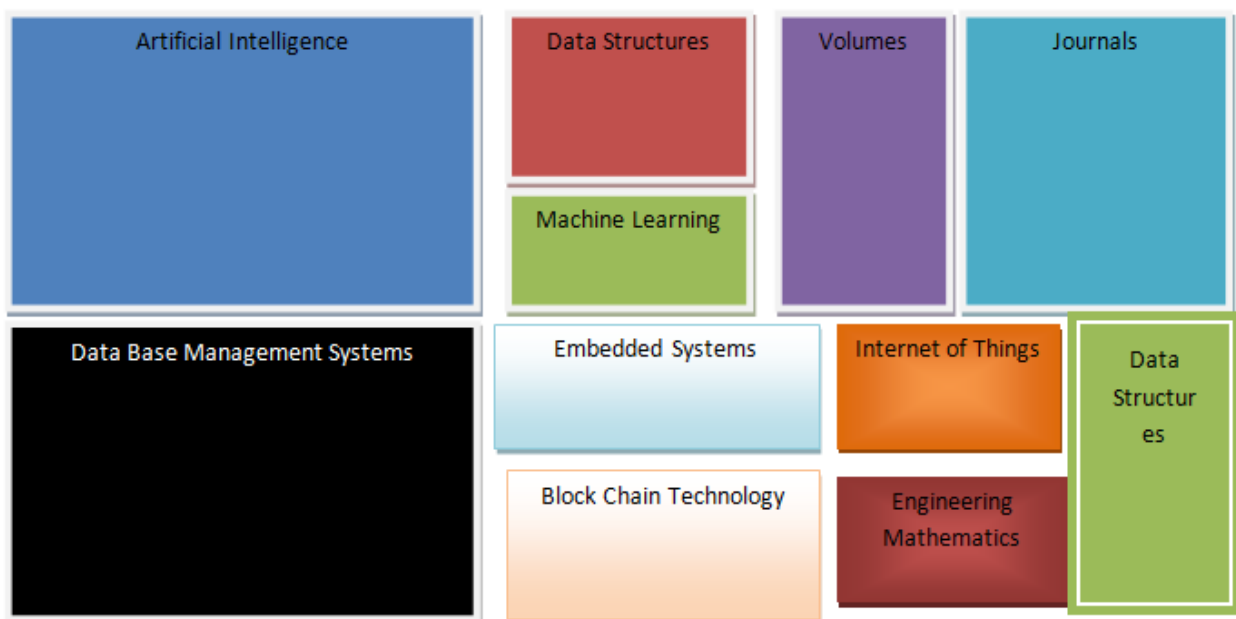 Artificial Intelligence
Data Structures
Volumes
Journals
Machine Learning
Data Base Management Systems
Embedded Systems
Internet of Things
Data
Structur
es
Block Chain Technology
Engineering
Mathematics